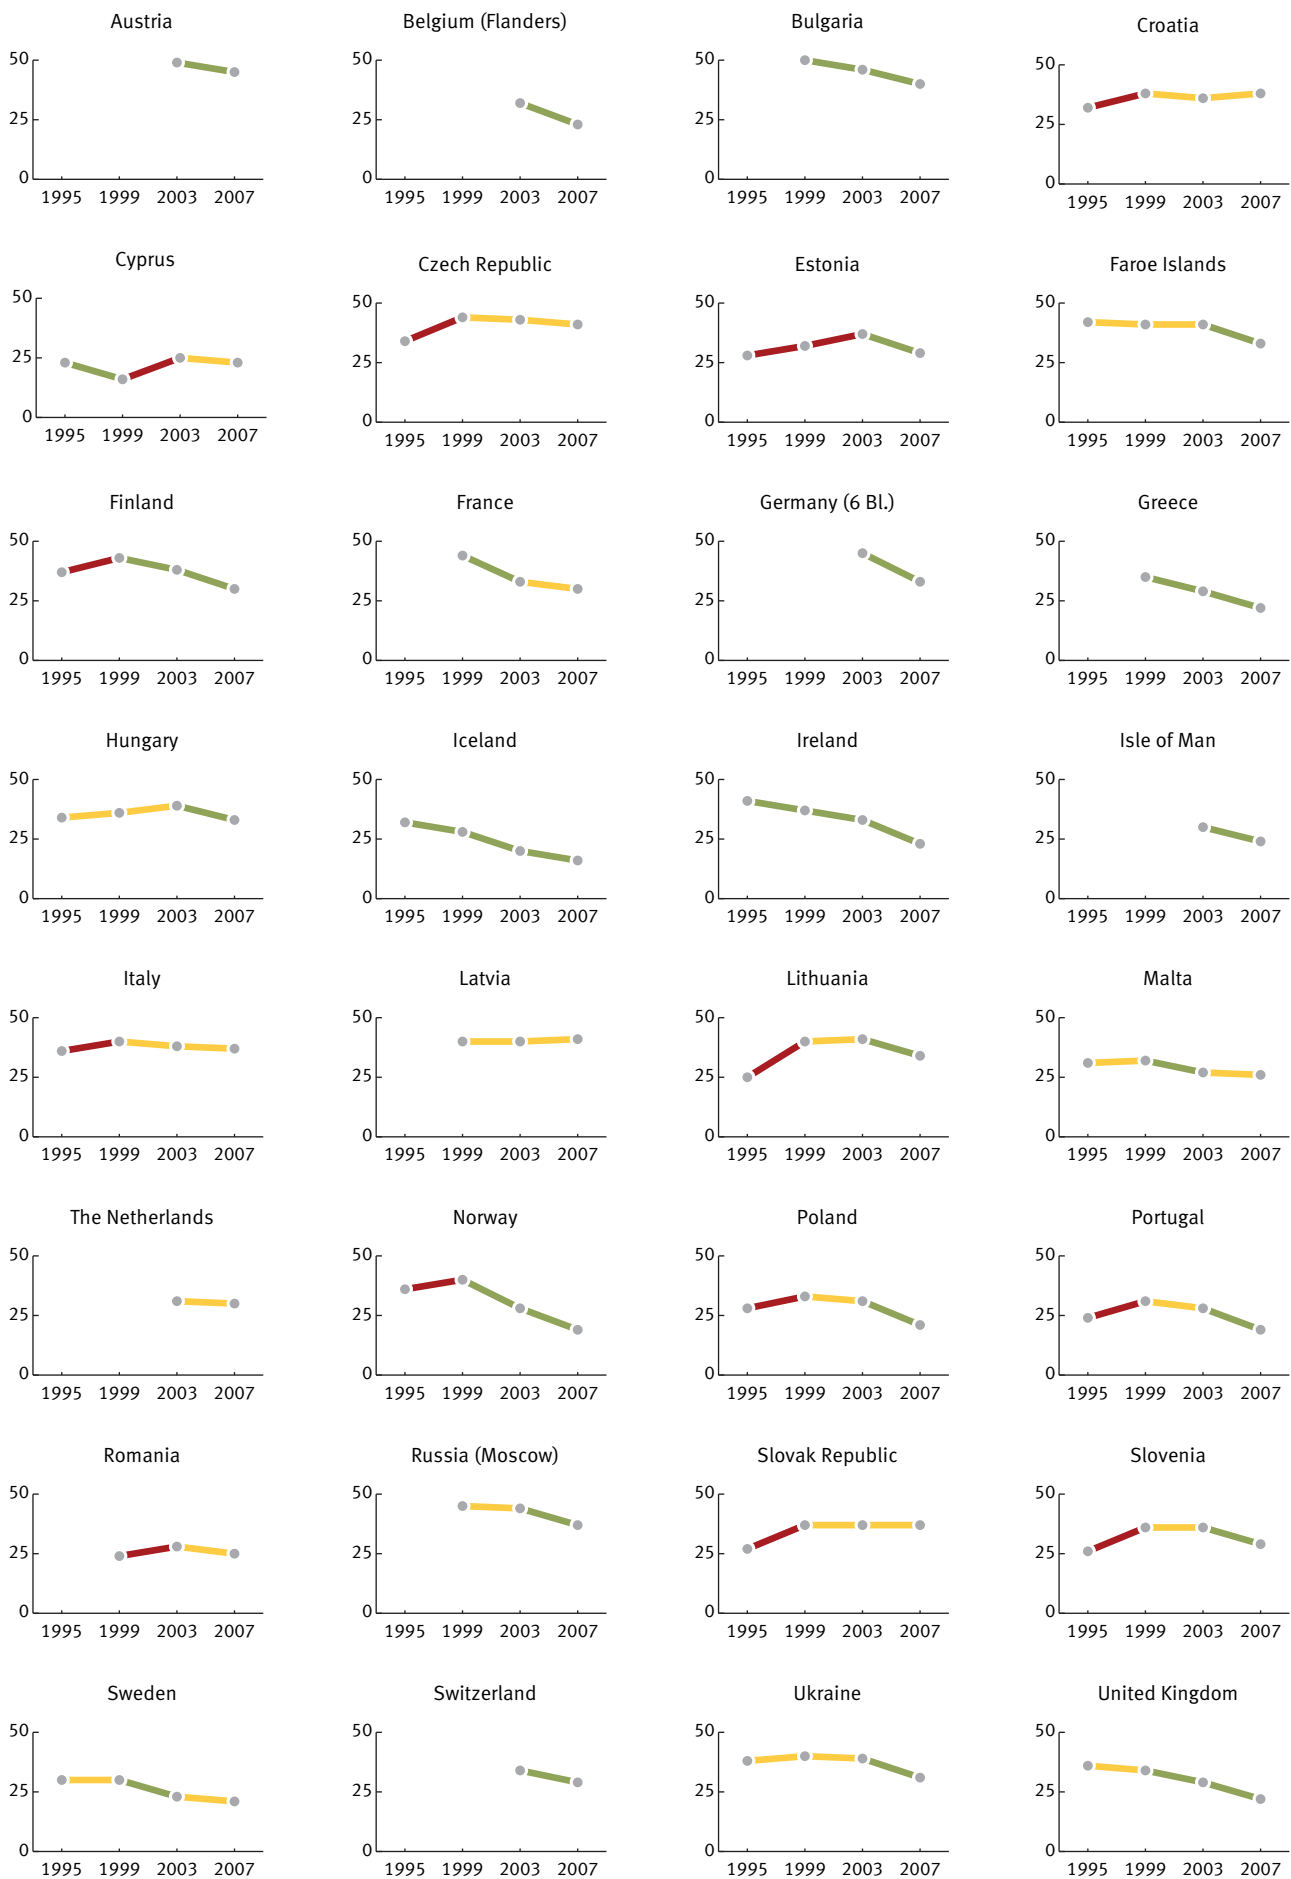 Austria
50
25
0
1995 1999 2003 2007
Belgium (Flanders)
50
25
0
1995 1999 2003 2007
Bulgaria
50
25
0
1995 1999 2003 2007
Croatia
50
25
0
1995 1999 2003 2007
Cyprus
50
25
0
1995 1999 2003 2007
Czech Republic
50
25
0
1995 1999 2003 2007
Estonia
50
25
0
1995 1999 2003 2007
Faroe Islands
50
25
0
1995 1999 2003 2007
Finland
50
25
0
1995 1999 2003 2007
France
50
25
0
1995 1999 2003 2007
Germany (6 Bl.)
50
25
0
1995 1999 2003 2007
Greece
50
25
0
1995 1999 2003 2007
Hungary
50
25
0
1995 1999 2003 2007
Iceland
50
25
0
1995 1999 2003 2007
Ireland
50
25
0
1995 1999 2003 2007
Isle of Man
50
25
0
1995 1999 2003 2007
Italy
50
25
0
1995 1999 2003 2007
Latvia
50
25
0
1995 1999 2003 2007
Lithuania
50
25
0
1995 1999 2003 2007
Malta
50
25
0
1995 1999 2003 2007
The Netherlands
50
25
0
1995 1999 2003 2007
Norway
50
25
0
1995 1999 2003 2007
Poland
50
25
0
1995 1999 2003 2007
Portugal
50
25
0
1995 1999 2003 2007
Romania
50
25
0
1995 1999 2003 2007
Russia (Moscow)
50
25
0
1995 1999 2003 2007
Slovak Republic
50
25
0
1995 1999 2003 2007
Slovenia
50
25
0
1995 1999 2003 2007
Sweden
50
25
0
1995 1999 2003 2007
Switzerland
50
25
0
1995 1999 2003 2007
Ukraine
50
25
0
1995 1999 2003 2007
United Kingdom
50
25
0
1995 1999 2003 2007